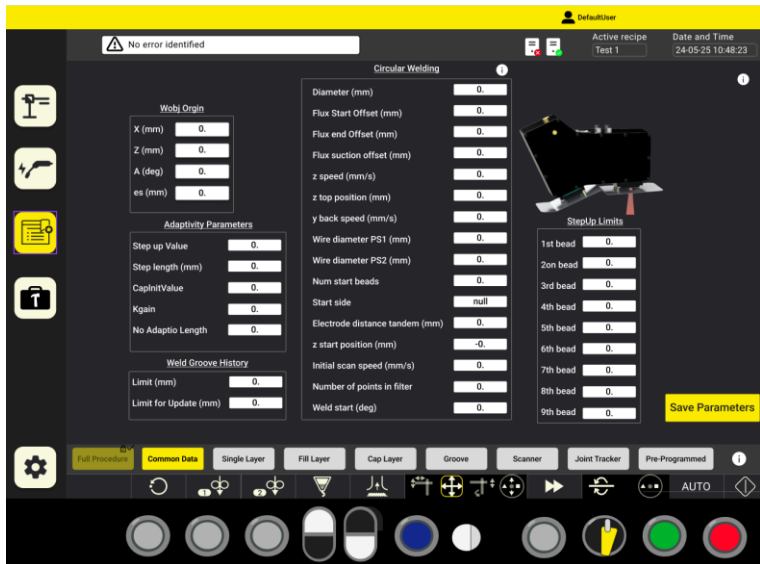 DefaultUser
No error identified
Active recipe
Test 1
Date and Time
24-05-25 10:48:23
Circular Welding
i
i
Wobj Orgin
X (mm) 0.
Z (mm) 0.
A (deg) 0.
es (mm) 0.
Adaptivity Parameters
Step up Value 0.
Step length (mm) 0.
CapInitValue 0.
Kgain 0.
No Adaptio Length 0.
Weld Groove History
Limit (mm) 0.
Limit for Update (mm) 0.
Diameter (mm) 0.
Flux Start Offset (mm) 0.
Flux end Offset (mm) 0.
Flux suction offset (mm) 0.
z speed (mm/s) 0.
z top position (mm) 0.
y back speed (mm/s) 0.
Wire diameter PS1 (mm) 0.
Wire diameter PS2 (mm) 0.
Num start beads 0.
Start side null
Electrode distance tandem (mm) 0.
z start position (mm) -0.
Initial scan speed (mm/s) 0.
Number of points in filter 0.
Weld start (deg) 0.
StepUp Limits
1st bead 0.
2on bead 0.
3rd bead 0.
4th bead 0.
5th bead 0.
6th bead 0.
7th bead 0.
8th bead 0.
9th bead 0.
Save Parameters
Full Procedure
Common Data
Single Layer
Fill Layer
Cap Layer
Groove
Scanner
Joint Tracker
Pre-Programmed
i
1
2
AUTO